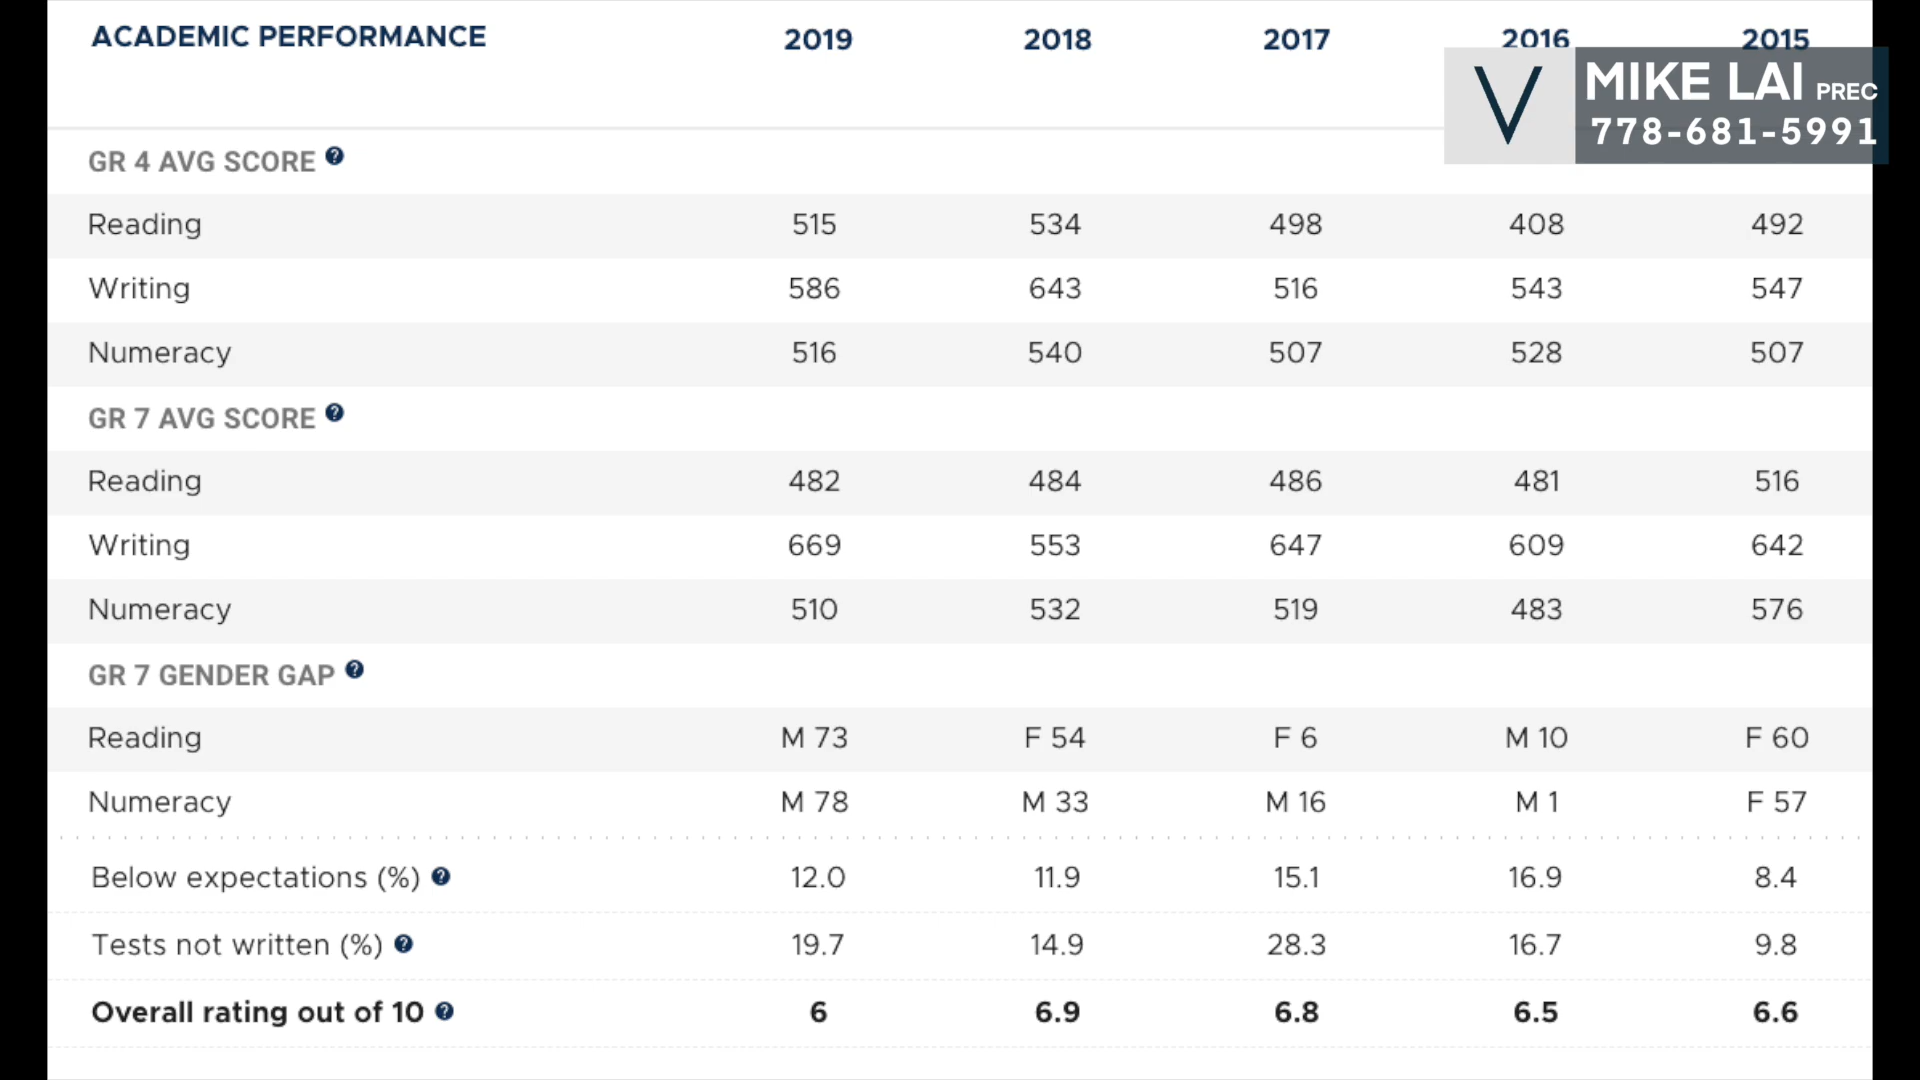 ACADEMIC PERFORMANCE 2019 2018 2017 2016 2015
V MIKE LAI PREC
778-681-5991
GR 4 AVG SCORE ?
Reading 515 534 498 408 492
Writing 586 643 516 543 547
Numeracy 516 540 507 528 507
GR 7 AVG SCORE ?
Reading 482 484 486 481 516
Writing 669 553 647 609 642
Numeracy 510 532 519 483 576
GR 7 GENDER GAP ?
Reading M 73 F 54 F 6 M 10 F 60
Numeracy M 78 M 33 M 16 M 1 F 57
Below expectations (%) ? 12.0 11.9 15.1 16.9 8.4
Tests not written (%) ? 19.7 14.9 28.3 16.7 9.8
Overall rating out of 10 ? 6 6.9 6.8 6.5 6.6